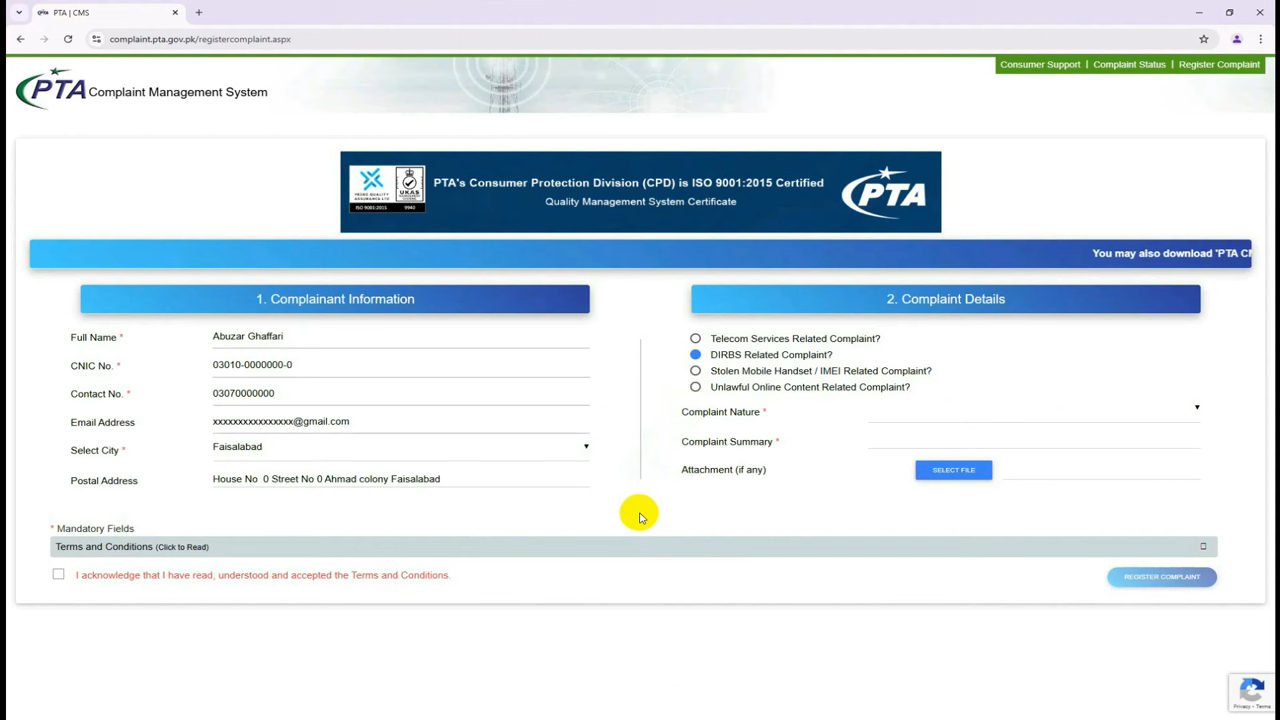 PTA | CMS
complaint.pta.gov.pk/registercomplaint.aspx
Consumer Support | Complaint Status | Register Complaint
PTA Complaint Management System
PTA's Consumer Protection Division (CPD) is ISO 9001:2015 Certified
Quality Management System Certificate
UKAS
ISO 9001:2015
PTA
You may also download 'PTA C
1. Complainant Information
Full Name * Abuzar Ghaffari
CNIC No. * 03010-0000000-0
Contact No. * 03070000000
Email Address xxxxxxxxxxxxxxxx@gmail.com
Select City * Faisalabad
Postal Address House No 0 Street No 0 Ahmad colony Faisalabad
2. Complaint Details
Telecom Services Related Complaint?
DIRBS Related Complaint?
Stolen Mobile Handset / IMEI Related Complaint?
Unlawful Online Content Related Complaint?
Complaint Nature *
Complaint Summary *
Attachment (if any) SELECT FILE
* Mandatory Fields
Terms and Conditions (Click to Read)
I acknowledge that I have read, understood and accepted the Terms and Conditions.
REGISTER COMPLAINT
Privacy - Terms